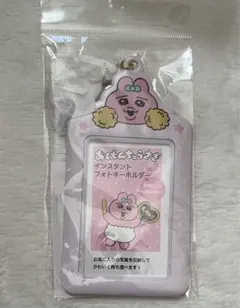 おぱんちゅうさぎ
インスタント
フォトキーホルダー
お気に入りの写真を収納して
かわいく持ち運べます！